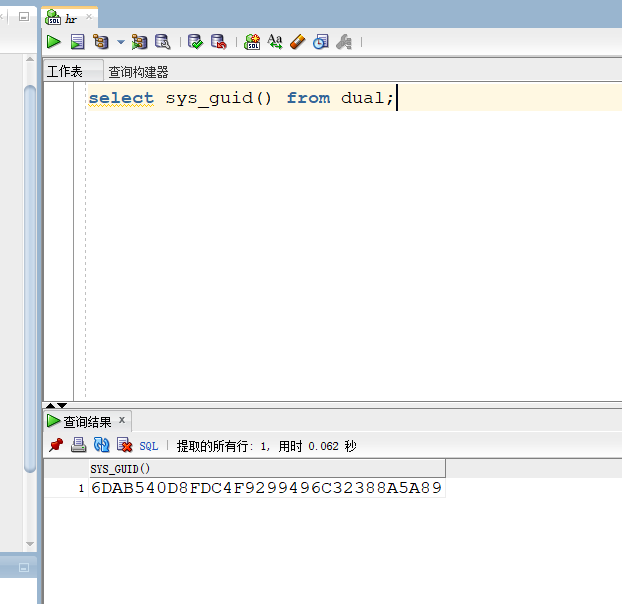 hr
工作表 查询构建器
select sys_guid() from dual;
查询结果 x
SQL | 提取的所有行: 1, 用时 0.062 秒
SYS_GUID()
1 6DAB540D8FDC4F9299496C32388A5A89